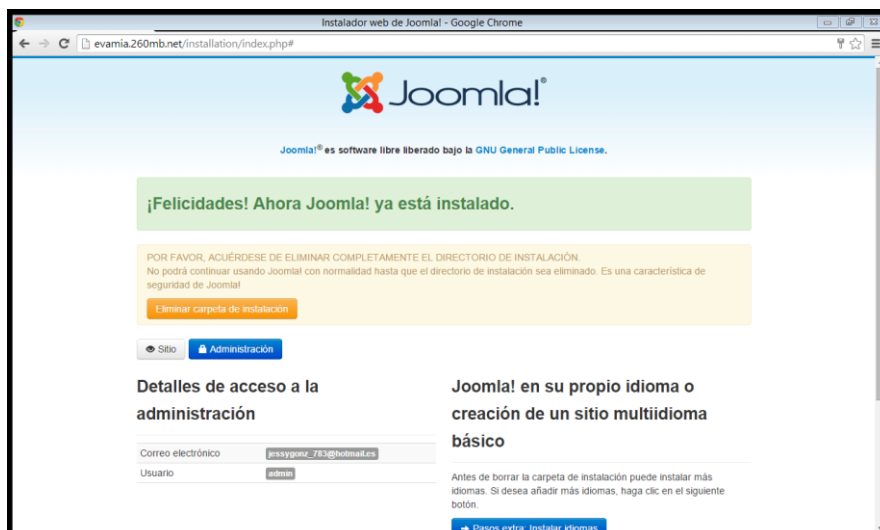 Instalador web de Joomla! - Google Chrome
evamia.260mb.net/installation/index.php#
Joomla!®
Joomla!® es software libre liberado bajo la GNU General Public License.
¡Felicidades! Ahora Joomla! ya está instalado.
POR FAVOR, ACUÉRDESE DE ELIMINAR COMPLETAMENTE EL DIRECTORIO DE INSTALACIÓN.
No podrá continuar usando Joomla! con normalidad hasta que el directorio de instalación sea eliminado. Es una característica de
seguridad de Joomla!
Eliminar carpeta de instalación
Sitio
Administración
Detalles de acceso a la
administración
Correo electrónico jessygonz_783@hotmail.es
Usuario admin
Joomla! en su propio idioma o
creación de un sitio multiidioma
básico
Antes de borrar la carpeta de instalación puede instalar más
idiomas. Si desea añadir más idiomas, haga clic en el siguiente
botón.
Pasos extra: Instalar idiomas